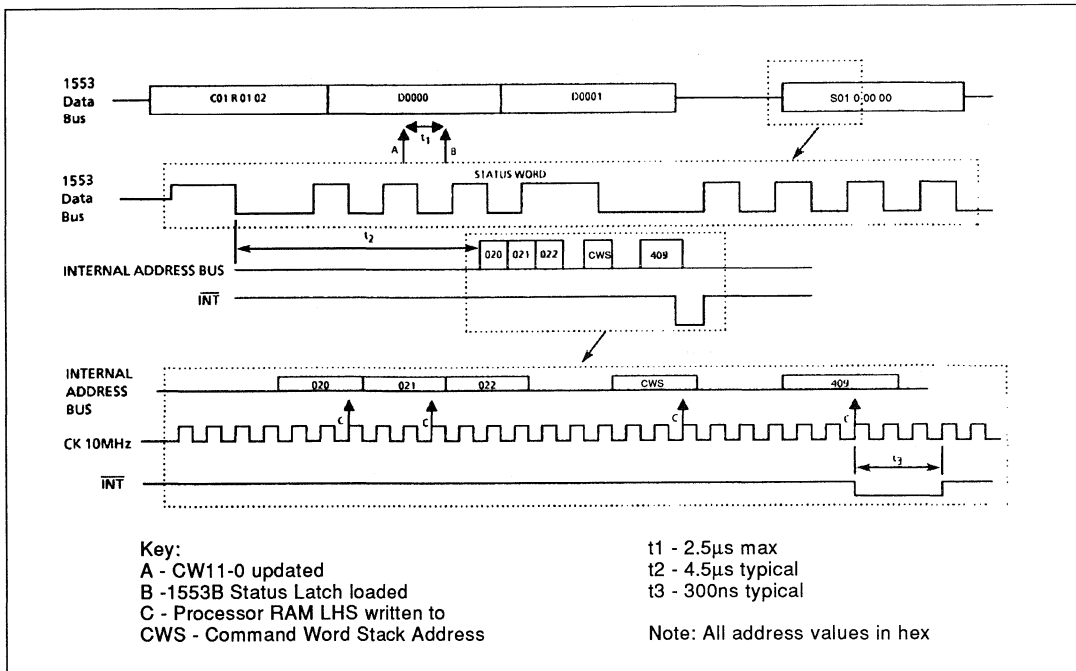 1553
Data
Bus
C01 R 01 02
D0000
D0001
S01 0 00 00
t1
A
B
STATUS WORD
1553
Data
Bus
t2
020
021
022
CWS
409
INTERNAL ADDRESS BUS
INT
INTERNAL
ADDRESS
BUS
020
021
022
CWS
409
C
C
C
C
CK 10MHz
t3
INT
Key:
A - CW11-0 updated
B -1553B Status Latch loaded
C - Processor RAM LHS written to
CWS - Command Word Stack Address
t1 - 2.5µs max
t2 - 4.5µs typical
t3 - 300ns typical
Note: All address values in hex